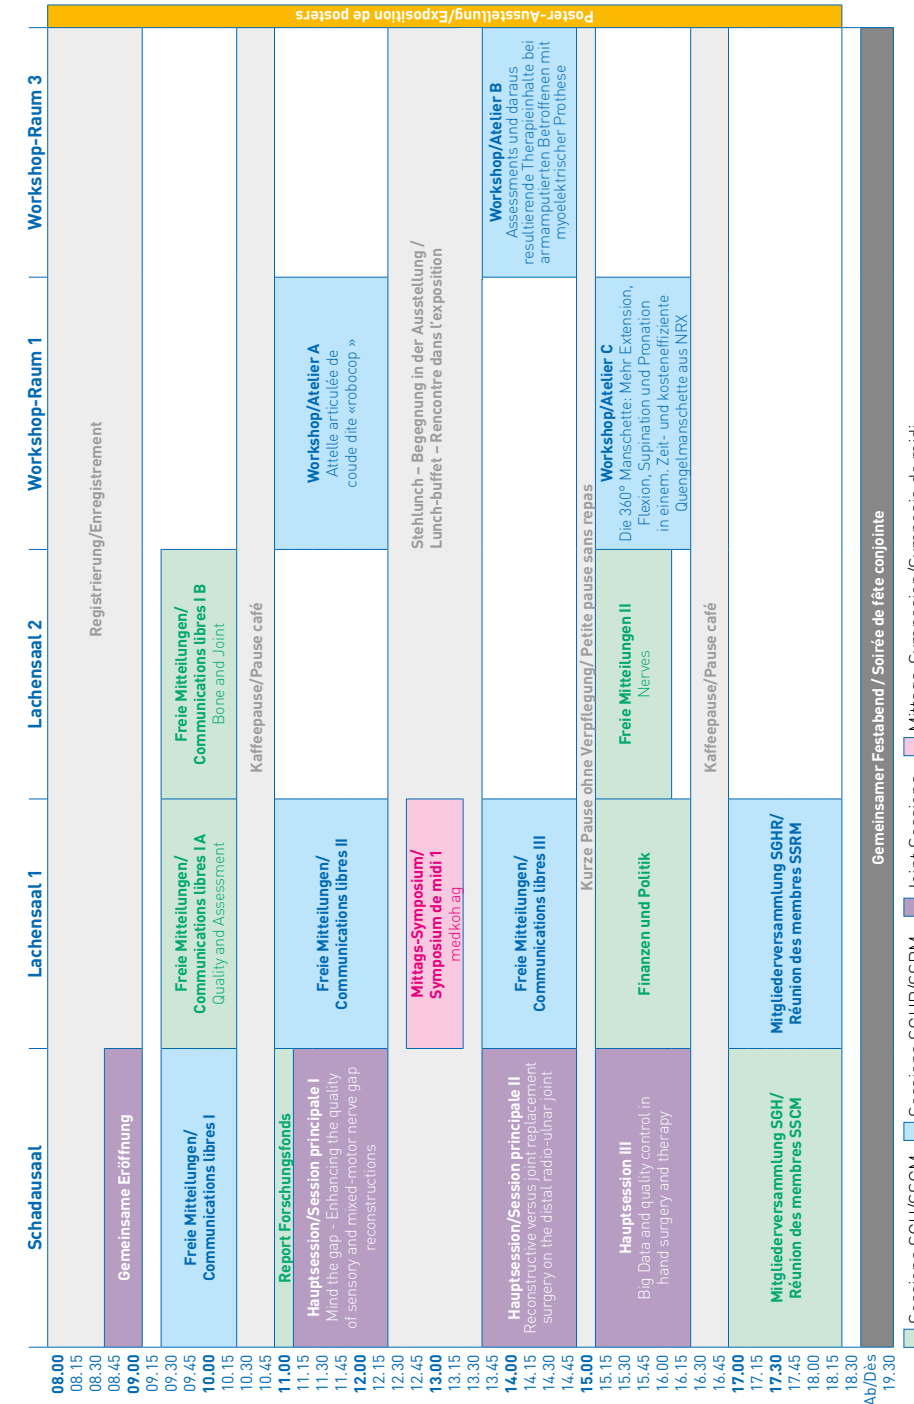 Schadausaal
Lachensaal 1
Lachensaal 2
Workshop-Raum 1
Workshop-Raum 3
08.00
08.15
08.30
08.45
09.00
09.15
09.30
09.45
10.00
10.15
10.30
10.45
11.00
11.15
11.30
11.45
12.00
12.15
12.30
12.45
13.00
13.15
13.30
13.45
14.00
14.15
14.30
14.45
15.00
15.15
15.30
15.45
16.00
16.15
16.30
16.45
17.00
17.15
17.30
17.45
18.00
18.15
18.30
Ab/Dès
19.30
Registrierung/Enregistrement
Gemeinsame Eröffnung
Freie Mitteilungen/
Communications libres I
Freie Mitteilungen/
Communications libres I A
Quality and Assessment
Freie Mitteilungen/
Communications libres I B
Bone and Joint
Kaffeepause/Pause café
Report Forschungsfonds
Hauptsession/Session principale I
Mind the gap - Enhancing the quality
of sensory and mixed-motor nerve gap
reconstructions
Freie Mitteilungen/
Communications libres II
Workshop/Atelier A
Attelle articulée de
coude dite «robocop »
Stehlunch – Begegnung in der Ausstellung /
Lunch-buffet – Rencontre dans l'exposition
Mittags-Symposium/
Symposium de midi 1
medkoh ag
Hauptsession/Session principale II
Reconstructive versus joint replacement
surgery on the distal radio-ulnar joint
Freie Mitteilungen/
Communications libres III
Workshop/Atelier B
Assessments und daraus
resultierende Therapieinhalte bei
armamputierten Betroffenen mit
myoelektrischer Prothese
Kurze Pause ohne Verpflegung/ Petite pause sans repas
Hauptsession III
Big Data and quality control in
hand surgery and therapy
Finanzen und Politik
Freie Mitteilungen II
Nerves
Workshop/Atelier C
Die 360° Manschette: Mehr Extension,
Flexion, Supination und Pronation
in einem. Zeit- und kosteneffiziente
Quengelmanschette aus NRX
Kaffeepause/Pause café
Mitgliederversammlung SGH/
Réunion des membres SSCM
Mitgliederversammlung SGHR/
Réunion des membres SSRM
Gemeinsamer Festabend / Soirée de fête conjointe
Poster-Ausstellung/Exposition de posters